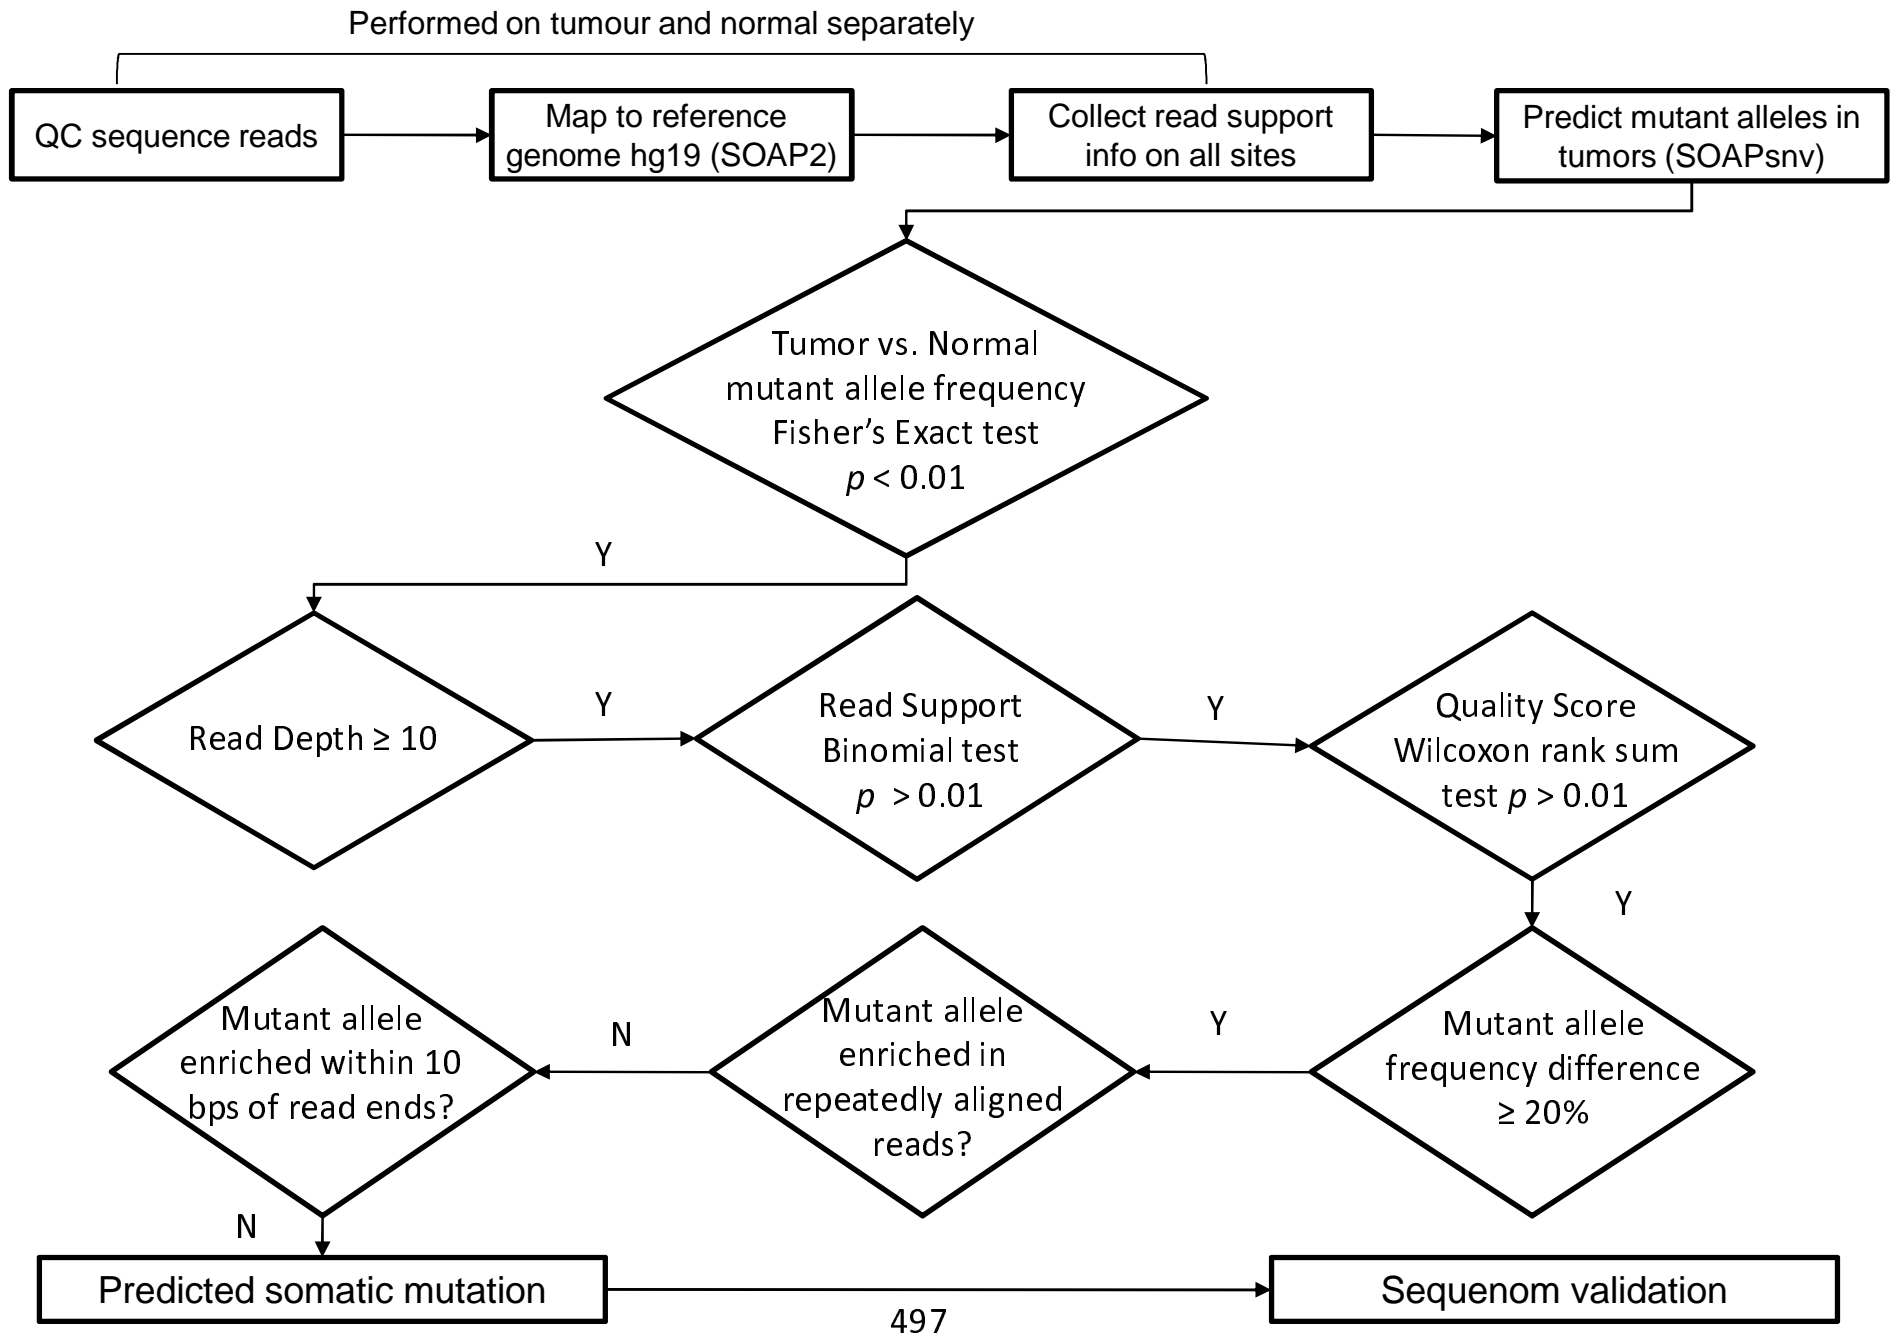 Performed on tumour and normal separately
QC sequence reads
Map to reference
genome hg19 (SOAP2)
Collect read support
info on all sites
Predict mutant alleles in
tumors (SOAPsnv)
Tumor vs. Normal
mutant allele frequency
Fisher's Exact test
p < 0.01
Y
Read Depth ≥ 10
Y
Read Support
Binomial test
p > 0.01
Y
Quality Score
Wilcoxon rank sum
test p > 0.01
Y
Mutant allele
frequency difference
≥ 20%
Y
Mutant allele
enriched in
repeatedly aligned
reads?
N
Mutant allele
enriched within 10
bps of read ends?
N
Predicted somatic mutation
497
Sequenom validation